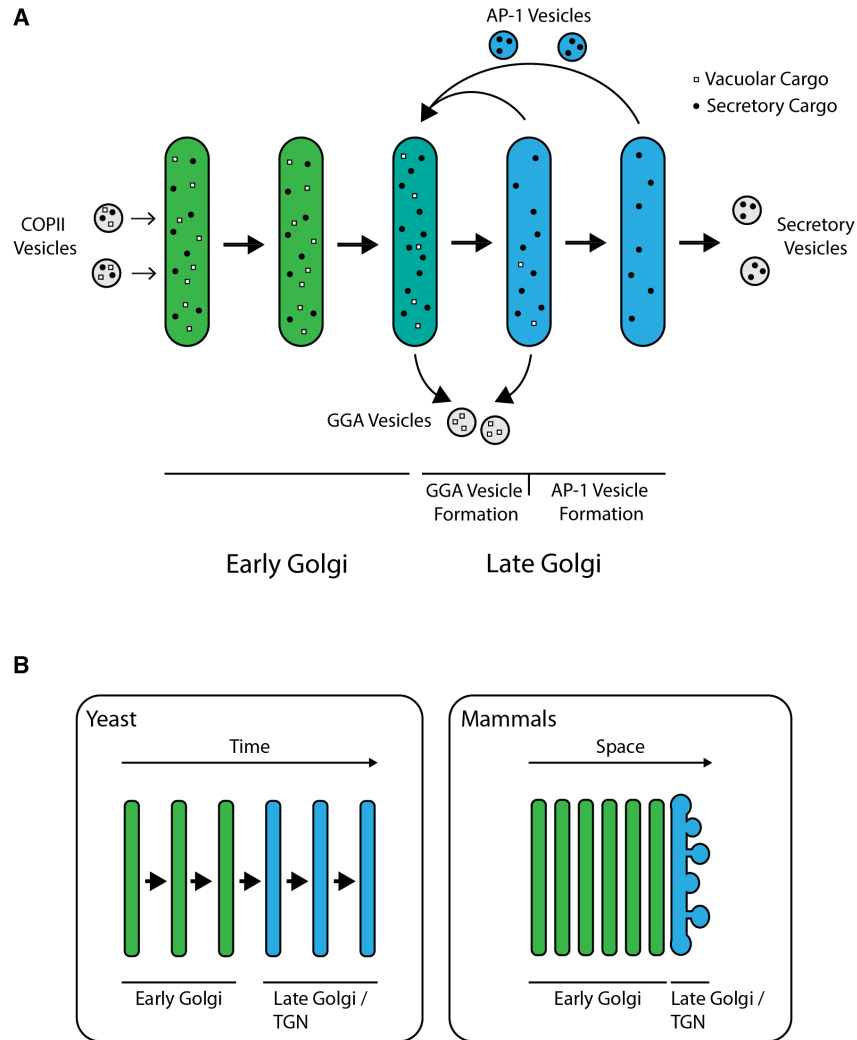 A
AP-1 Vesicles
Vacuolar Cargo
Secretory Cargo
COPII
Vesicles
Secretory
Vesicles
GGA Vesicles
GGA Vesicle
Formation
AP-1 Vesicle
Formation
Early Golgi
Late Golgi
B
Yeast
Time
Early Golgi
Late Golgi /
TGN
Mammals
Space
Early Golgi
Late Golgi /
TGN